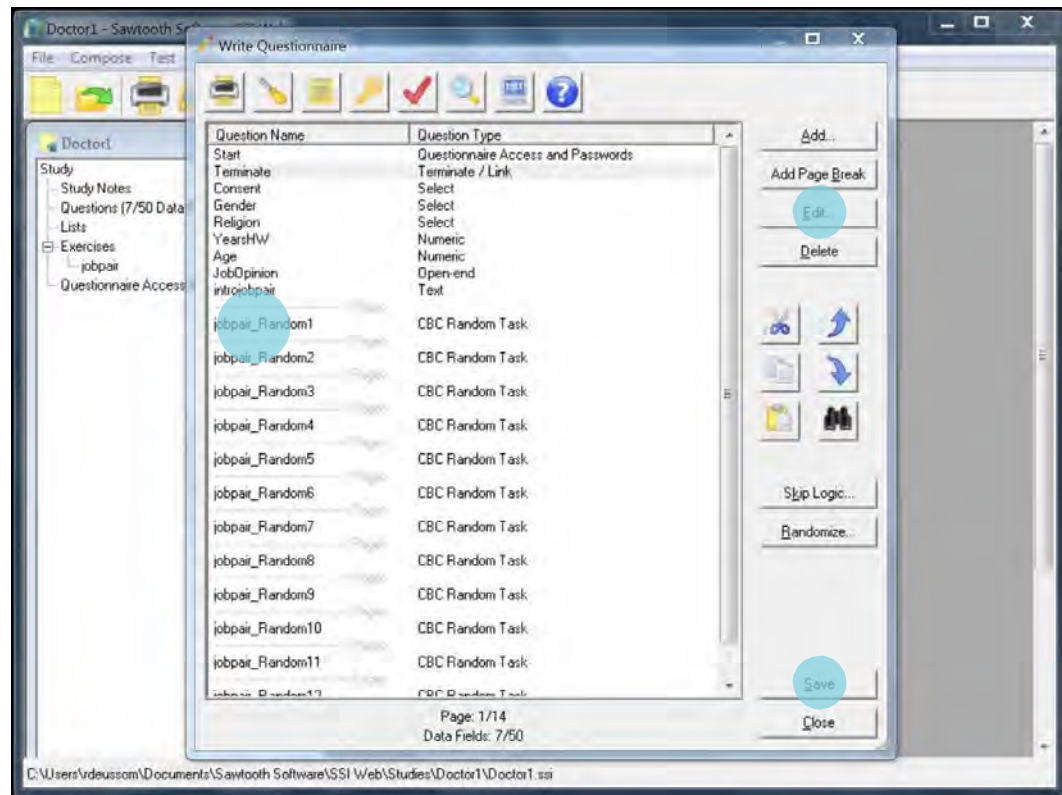 Doctor1 - Sawtooth
File Compose Test
Write Questionnaire
Doctor1
Study
Study Notes
Questions (7/50 Data
Lists
Exercises
jobpair
Questionnaire Access
Question Name Question Type
Start Questionnaire Access and Passwords
Terminate Terminate / Link
Consent Select
Gender Select
Religion Select
YearsHW Numeric
Age Numeric
JobOpinion Open-end
introjobpair Text
jobpair_Random1 CBC Random Task
jobpair_Random2 CBC Random Task
jobpair_Random3 CBC Random Task
jobpair_Random4 CBC Random Task
jobpair_Random5 CBC Random Task
jobpair_Random6 CBC Random Task
jobpair_Random7 CBC Random Task
jobpair_Random8 CBC Random Task
jobpair_Random9 CBC Random Task
jobpair_Random10 CBC Random Task
jobpair_Random11 CBC Random Task
jobpair_Random12 CBC Random Task
Page: 1/14
Data Fields: 7/50
Add...
Add Page Break
Edit...
Delete
Skip Logic...
Randomize...
Save
Close
C:\Users\rdeussom\Documents\Sawtooth Software\SSI Web\Studies\Doctor1\Doctor1.ssi